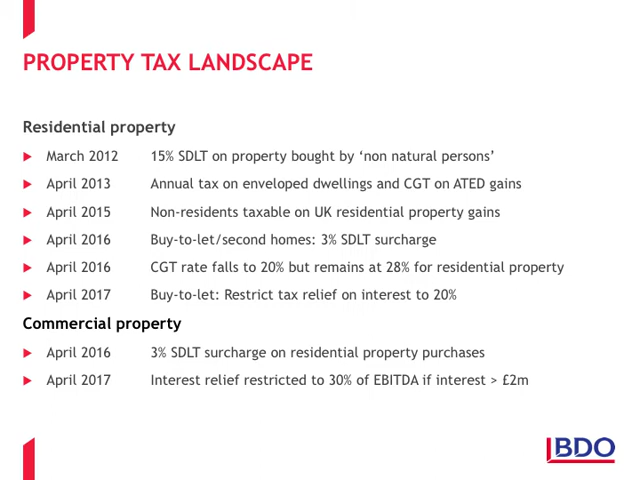 PROPERTY TAX LANDSCAPE
Residential property
March 2012 15% SDLT on property bought by ‘non natural persons’
April 2013 Annual tax on enveloped dwellings and CGT on ATED gains
April 2015 Non-residents taxable on UK residential property gains
April 2016 Buy-to-let/second homes: 3% SDLT surcharge
April 2016 CGT rate falls to 20% but remains at 28% for residential property
April 2017 Buy-to-let: Restrict tax relief on interest to 20%
Commercial property
April 2016 3% SDLT surcharge on residential property purchases
April 2017 Interest relief restricted to 30% of EBITDA if interest > £2m
BDO